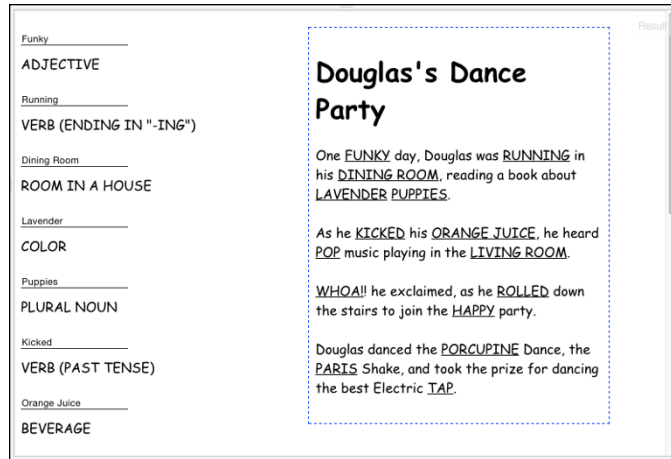 Result
Funky
ADJECTIVE
Running
VERB (ENDING IN "-ING")
Dining Room
ROOM IN A HOUSE
Lavender
COLOR
Puppies
PLURAL NOUN
Kicked
VERB (PAST TENSE)
Orange Juice
BEVERAGE
Douglas's Dance
Party
One FUNKY day, Douglas was RUNNING in
his DINING ROOM, reading a book about
LAVENDER PUPPIES.
As he KICKED his ORANGE JUICE, he heard
POP music playing in the LIVING ROOM.
WHOA!! he exclaimed, as he ROLLED down
the stairs to join the HAPPY party.
Douglas danced the PORCUPINE Dance, the
PARIS Shake, and took the prize for dancing
the best Electric TAP.